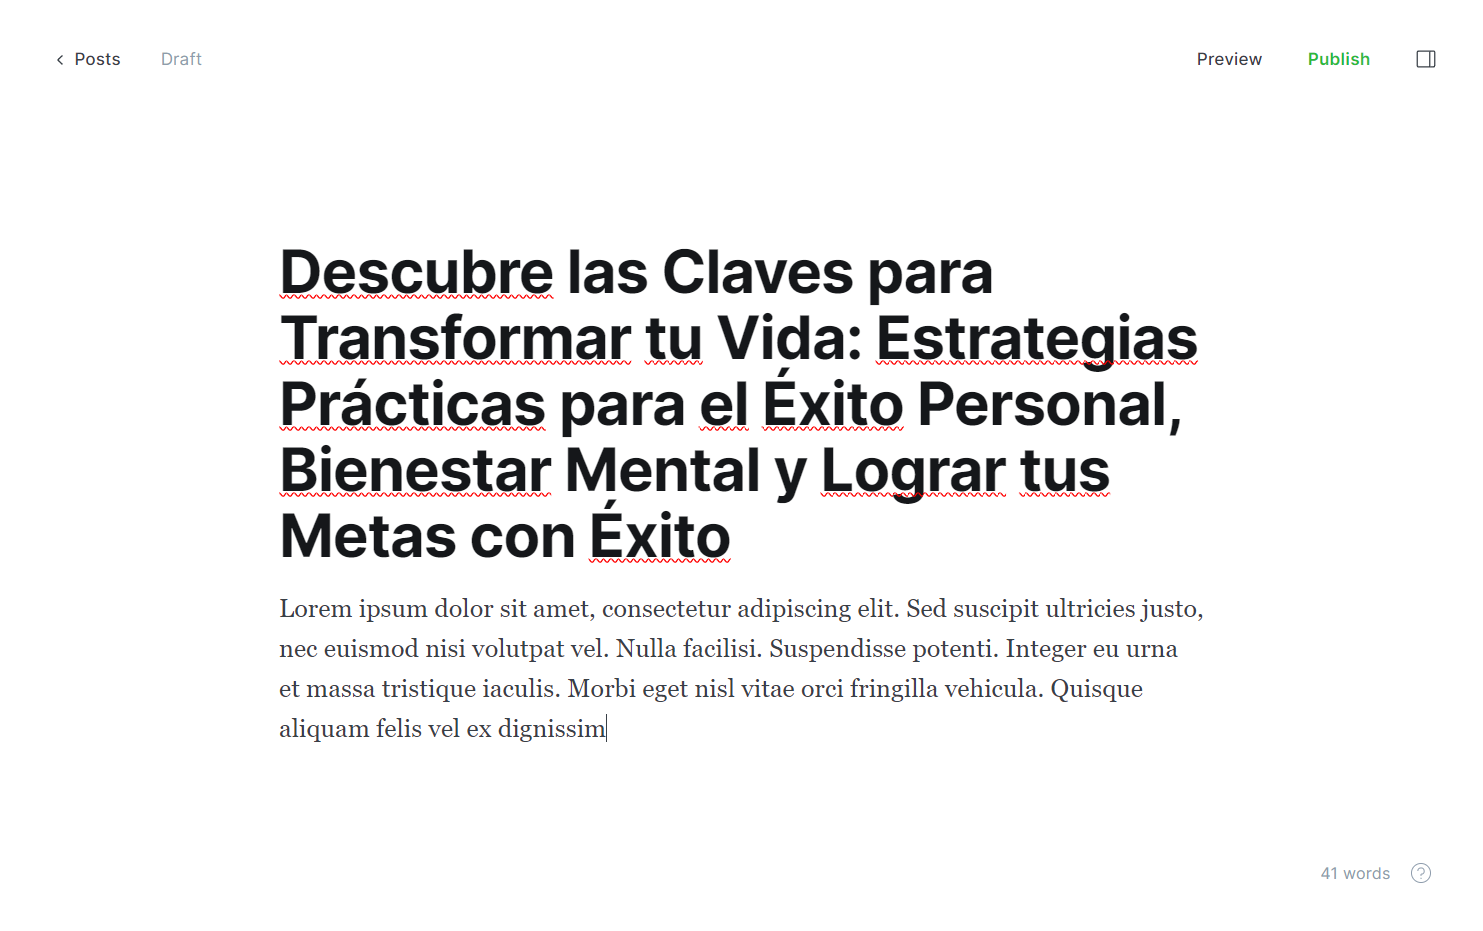 Posts Draft Preview Publish
Descubre las Claves para
Transformar tu Vida: Estrategias
Prácticas para el Éxito Personal,
Bienestar Mental y Lograr tus
Metas con Éxito
Lorem ipsum dolor sit amet, consectetur adipiscing elit. Sed suscipit ultricies justo,
nec euismod nisi volutpat vel. Nulla facilisi. Suspendisse potenti. Integer eu urna
et massa tristique iaculis. Morbi eget nisl vitae orci fringilla vehicula. Quisque
aliquam felis vel ex dignissim
41 words ?